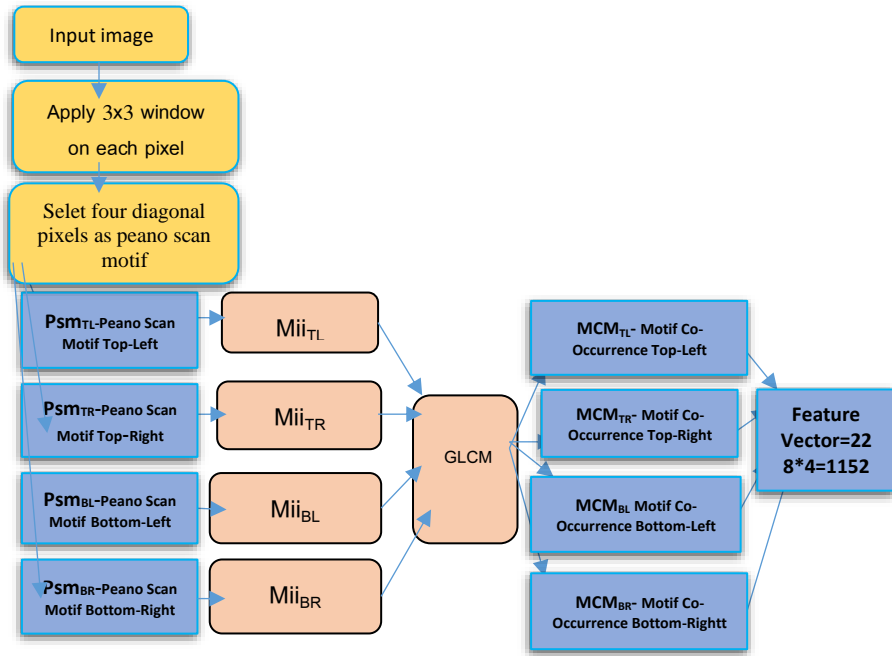 Input image
Apply 3x3 window
on each pixel
Selet four diagonal
pixels as peano scan
motif
PsmTL-Peano Scan
Motif Top-Left
MiiTL
PsmTR-Peano Scan
Motif Top-Right
MiiTR
PsmBL-Peano Scan
Motif Bottom-Left
MiiBL
PsmBR-Peano Scan
Motif Bottom-Right
MiiBR
GLCM
MCMTL- Motif Co-
Occurrence Top-Left
MCMTR- Motif Co-
Occurrence Top-Right
MCMBL Motif Co-
Occurrence Bottom-Left
MCMBR- Motif Co-
Occurrence Bottom-Rightt
Feature
Vector=22
8*4=1152